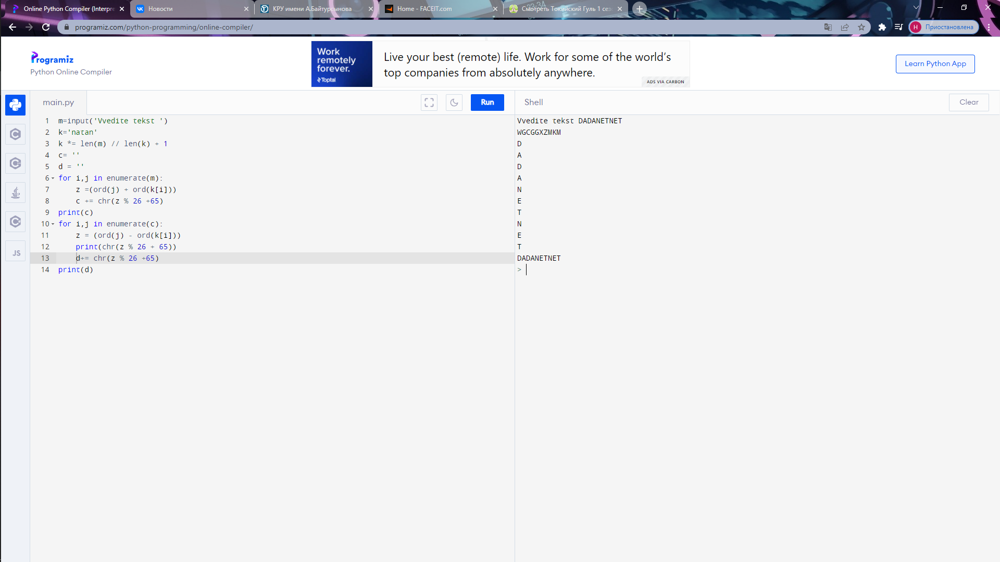 Online Python Compiler (Interpre
Новости
КРУ имени А.Байтурсынова
Home - FACEIT.com
Смотреть Токийский Гуль 1 сез
programiz.com/python-programming/online-compiler/
Н
Приостановлена
Programiz
Python Online Compiler
Work
remotely
forever.
Toptal
Live your best (remote) life. Work for some of the world’s
top companies from absolutely anywhere.
ADS VIA CARBON
Learn Python App
main.py
Run
Shell
Clear
JS
1 m=input('Vvedite tekst ')
2 k='natan'
3 k *= len(m) // len(k) + 1
4 c= ''
5 d = ''
6 for i,j in enumerate(m):
7 z =(ord(j) + ord(k[i]))
8 c += chr(z % 26 +65)
9 print(c)
10 for i,j in enumerate(c):
11 z = (ord(j) - ord(k[i]))
12 print(chr(z % 26 + 65))
13 d+= chr(z % 26 +65)
14 print(d)
Vvedite tekst DADANETNET
WGCGGXZMKM
D
A
D
A
N
E
T
N
E
T
DADANETNET
>